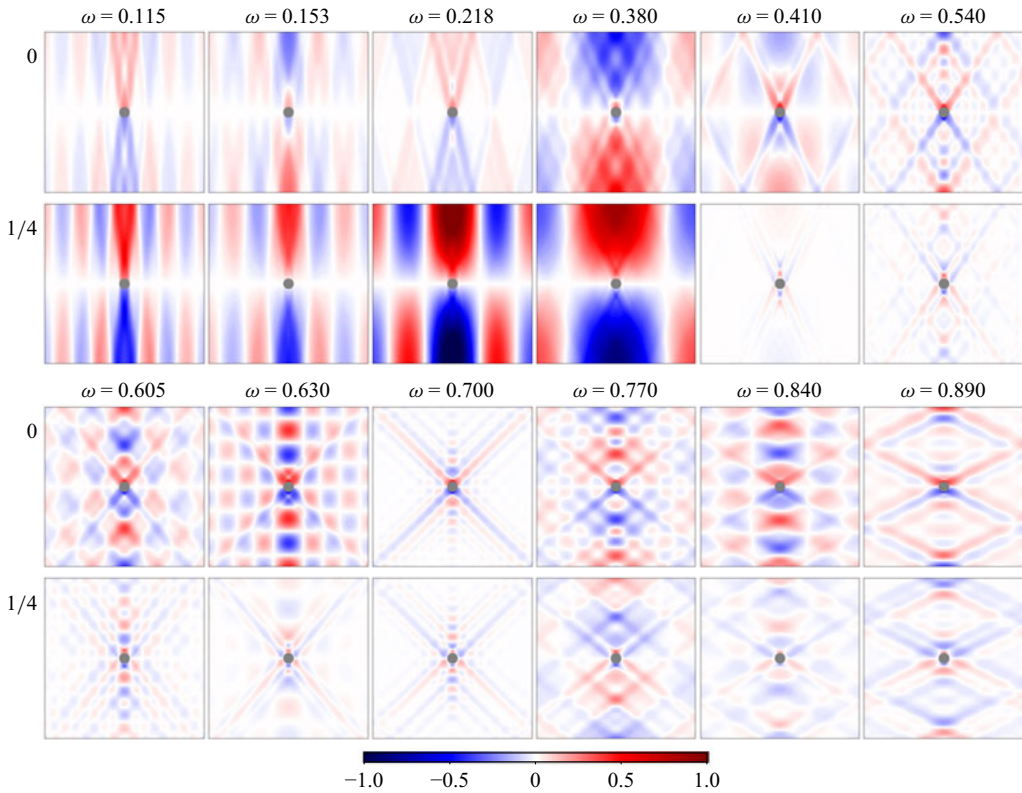 ω = 0.115 ω = 0.153 ω = 0.218 ω = 0.380 ω = 0.410 ω = 0.540
0
1/4
ω = 0.605 ω = 0.630 ω = 0.700 ω = 0.770 ω = 0.840 ω = 0.890
0
1/4
−1.0 −0.5 0 0.5 1.0